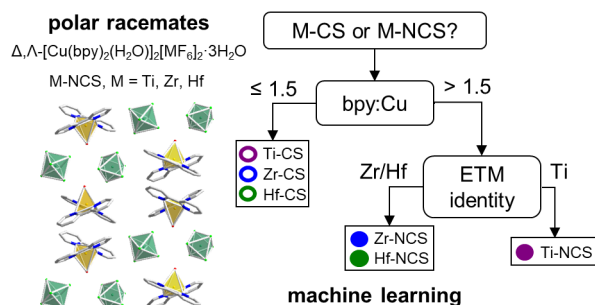 polar racemates
Δ,Λ-[Cu(bpy)₂(H₂O)]₂[MF₆]₂·3H₂O
M-NCS, M = Ti, Zr, Hf
M-CS or M-NCS?
≤ 1.5
> 1.5
bpy:Cu
Ti-CS
Zr-CS
Hf-CS
Zr/Hf
ETM
identity
Ti
Zr-NCS
Hf-NCS
Ti-NCS
machine learning